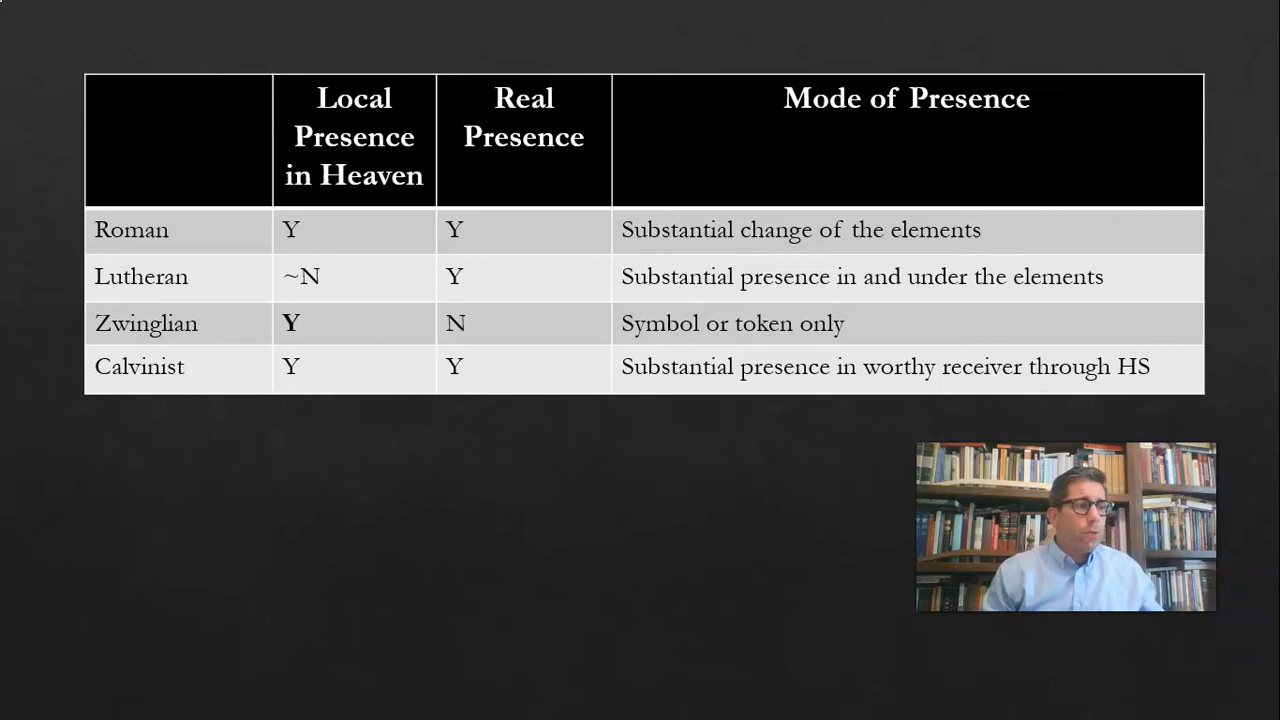 Local Presence in Heaven
Real Presence
Mode of Presence
Roman Y Y Substantial change of the elements
Lutheran ~N Y Substantial presence in and under the elements
Zwinglian Y N Symbol or token only
Calvinist Y Y Substantial presence in worthy receiver through HS